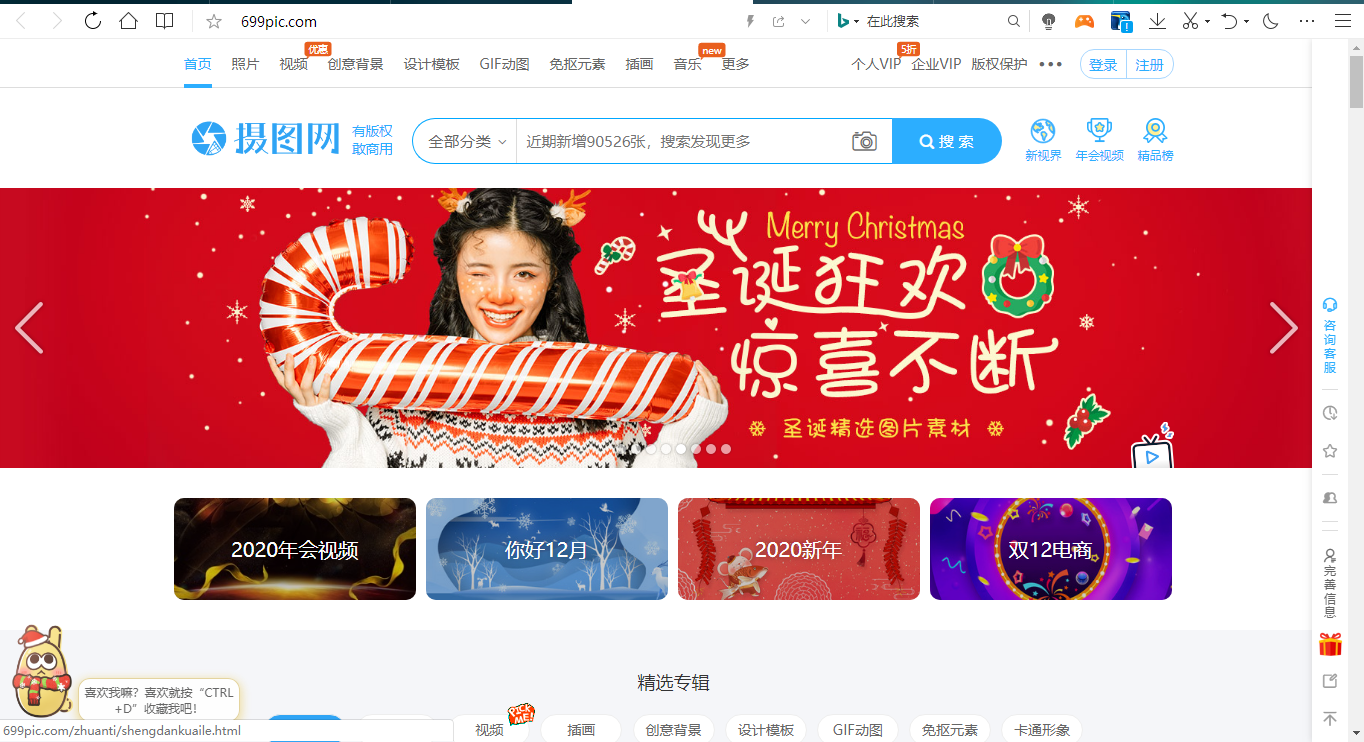 699pic.com
在此搜索
优惠
new
5折
首页 照片 视频 创意背景 设计模板 GIF动图 免抠元素 插画 音乐 更多 个人VIP 企业VIP 版权保护 ••• 登录 注册
摄图网
有版权
敢商用
全部分类 近期新增90526张，搜索发现更多 搜 索
新视界 年会视频 精品榜
Merry Christmas
圣诞狂欢
惊喜不断
圣诞精选图片素材
咨询客服
2020年会视频 你好12月 2020新年 双12电商
完善信息
精选专辑
喜欢我嘛？喜欢就按“CTRL
+D”收藏我吧！
PICK ME!
视频 插画 创意背景 设计模板 GIF动图 免抠元素 卡通形象
699pic.com/zhuanti/shengdankuaile.html